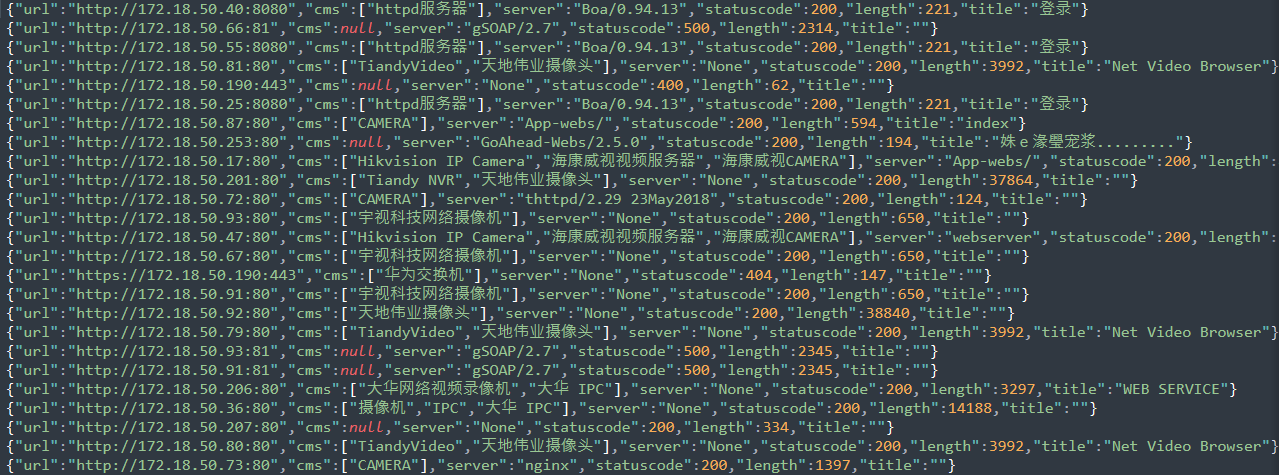 {"url":"http://172.18.50.40:8080","cms":["httpd服务器"],"server":"Boa/0.94.13","statuscode":200,"length":221,"title":"登录"}
{"url":"http://172.18.50.66:81","cms":null,"server":"gSOAP/2.7","statuscode":500,"length":2314,"title":""}
{"url":"http://172.18.50.55:8080","cms":["httpd服务器"],"server":"Boa/0.94.13","statuscode":200,"length":221,"title":"登录"}
{"url":"http://172.18.50.81:80","cms":["TiandyVideo","天地伟业摄像头"],"server":"None","statuscode":200,"length":3992,"title":"Net Video Browser"}
{"url":"http://172.18.50.190:443","cms":null,"server":"None","statuscode":400,"length":62,"title":""}
{"url":"http://172.18.50.25:8080","cms":["httpd服务器"],"server":"Boa/0.94.13","statuscode":200,"length":221,"title":"登录"}
{"url":"http://172.18.50.87:80","cms":["CAMERA"],"server":"App-webs/","statuscode":200,"length":594,"title":"index"}
{"url":"http://172.18.50.253:80","cms":null,"server":"GoAhead-Webs/2.5.0","statuscode":200,"length":194,"title":"姝ｅ湪璺宠浆........."}
{"url":"http://172.18.50.17:80","cms":["Hikvision IP Camera","海康威视视频服务器","海康威视CAMERA"],"server":"App-webs/","statuscode":200,"length":
{"url":"http://172.18.50.201:80","cms":["Tiandy NVR","天地伟业摄像头"],"server":"None","statuscode":200,"length":37864,"title":""}
{"url":"http://172.18.50.72:80","cms":["CAMERA"],"server":"thttpd/2.29 23May2018","statuscode":200,"length":124,"title":""}
{"url":"http://172.18.50.93:80","cms":["宇视科技网络摄像机"],"server":"None","statuscode":200,"length":650,"title":""}
{"url":"http://172.18.50.47:80","cms":["Hikvision IP Camera","海康威视视频服务器","海康威视CAMERA"],"server":"webserver","statuscode":200,"length":
{"url":"http://172.18.50.67:80","cms":["宇视科技网络摄像机"],"server":"None","statuscode":200,"length":650,"title":""}
{"url":"https://172.18.50.190:443","cms":["华为交换机"],"server":"None","statuscode":404,"length":147,"title":""}
{"url":"http://172.18.50.91:80","cms":["宇视科技网络摄像机"],"server":"None","statuscode":200,"length":650,"title":""}
{"url":"http://172.18.50.92:80","cms":["天地伟业摄像头"],"server":"None","statuscode":200,"length":38840,"title":""}
{"url":"http://172.18.50.79:80","cms":["TiandyVideo","天地伟业摄像头"],"server":"None","statuscode":200,"length":3992,"title":"Net Video Browser"}
{"url":"http://172.18.50.93:81","cms":null,"server":"gSOAP/2.7","statuscode":500,"length":2345,"title":""}
{"url":"http://172.18.50.91:81","cms":null,"server":"gSOAP/2.7","statuscode":500,"length":2345,"title":""}
{"url":"http://172.18.50.206:80","cms":["大华网络视频录像机","大华 IPC"],"server":"None","statuscode":200,"length":3297,"title":"WEB SERVICE"}
{"url":"http://172.18.50.36:80","cms":["摄像机","IPC","大华 IPC"],"server":"None","statuscode":200,"length":14188,"title":""}
{"url":"http://172.18.50.207:80","cms":null,"server":"None","statuscode":200,"length":334,"title":""}
{"url":"http://172.18.50.80:80","cms":["TiandyVideo","天地伟业摄像头"],"server":"None","statuscode":200,"length":3992,"title":"Net Video Browser"}
{"url":"http://172.18.50.73:80","cms":["CAMERA"],"server":"nginx","statuscode":200,"length":1397,"title":""}